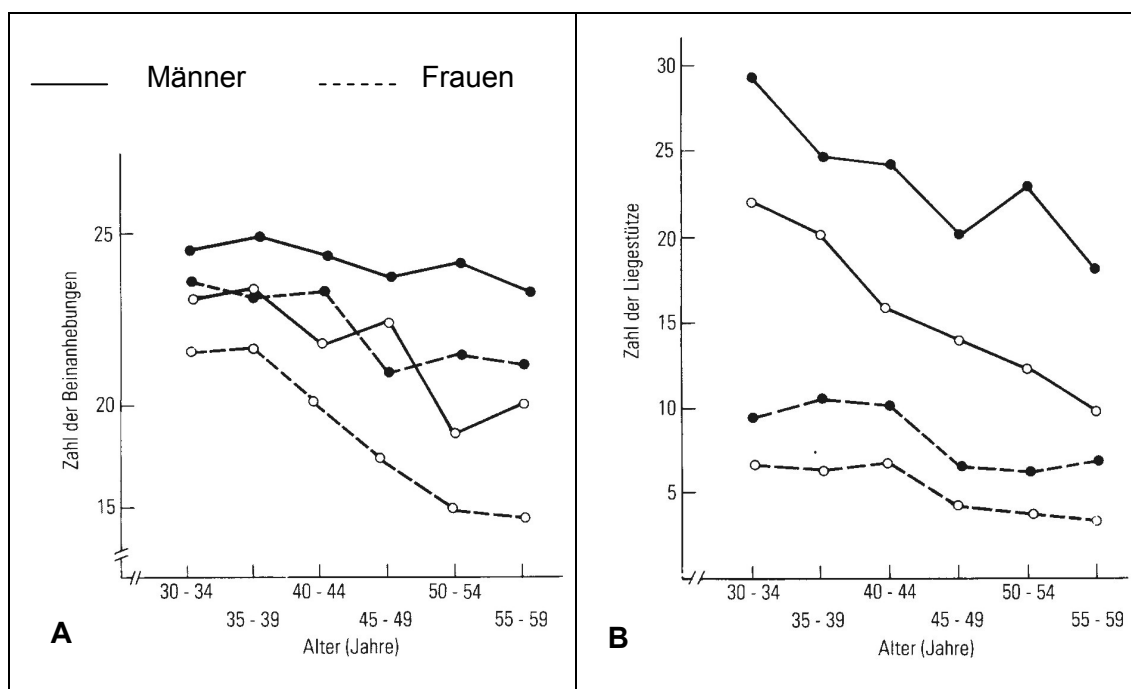 Männer Frauen
Zahl der Beinanhebungen
25
20
15
30 - 34 40 - 44 50 - 54
35 - 39 45 - 49 55 - 59
Alter (Jahre)
A
Zahl der Liegestütze
30
25
20
15
10
5
30 - 34 40 - 44 50 - 54
35 - 39 45 - 49 55 - 59
Alter (Jahre)
B